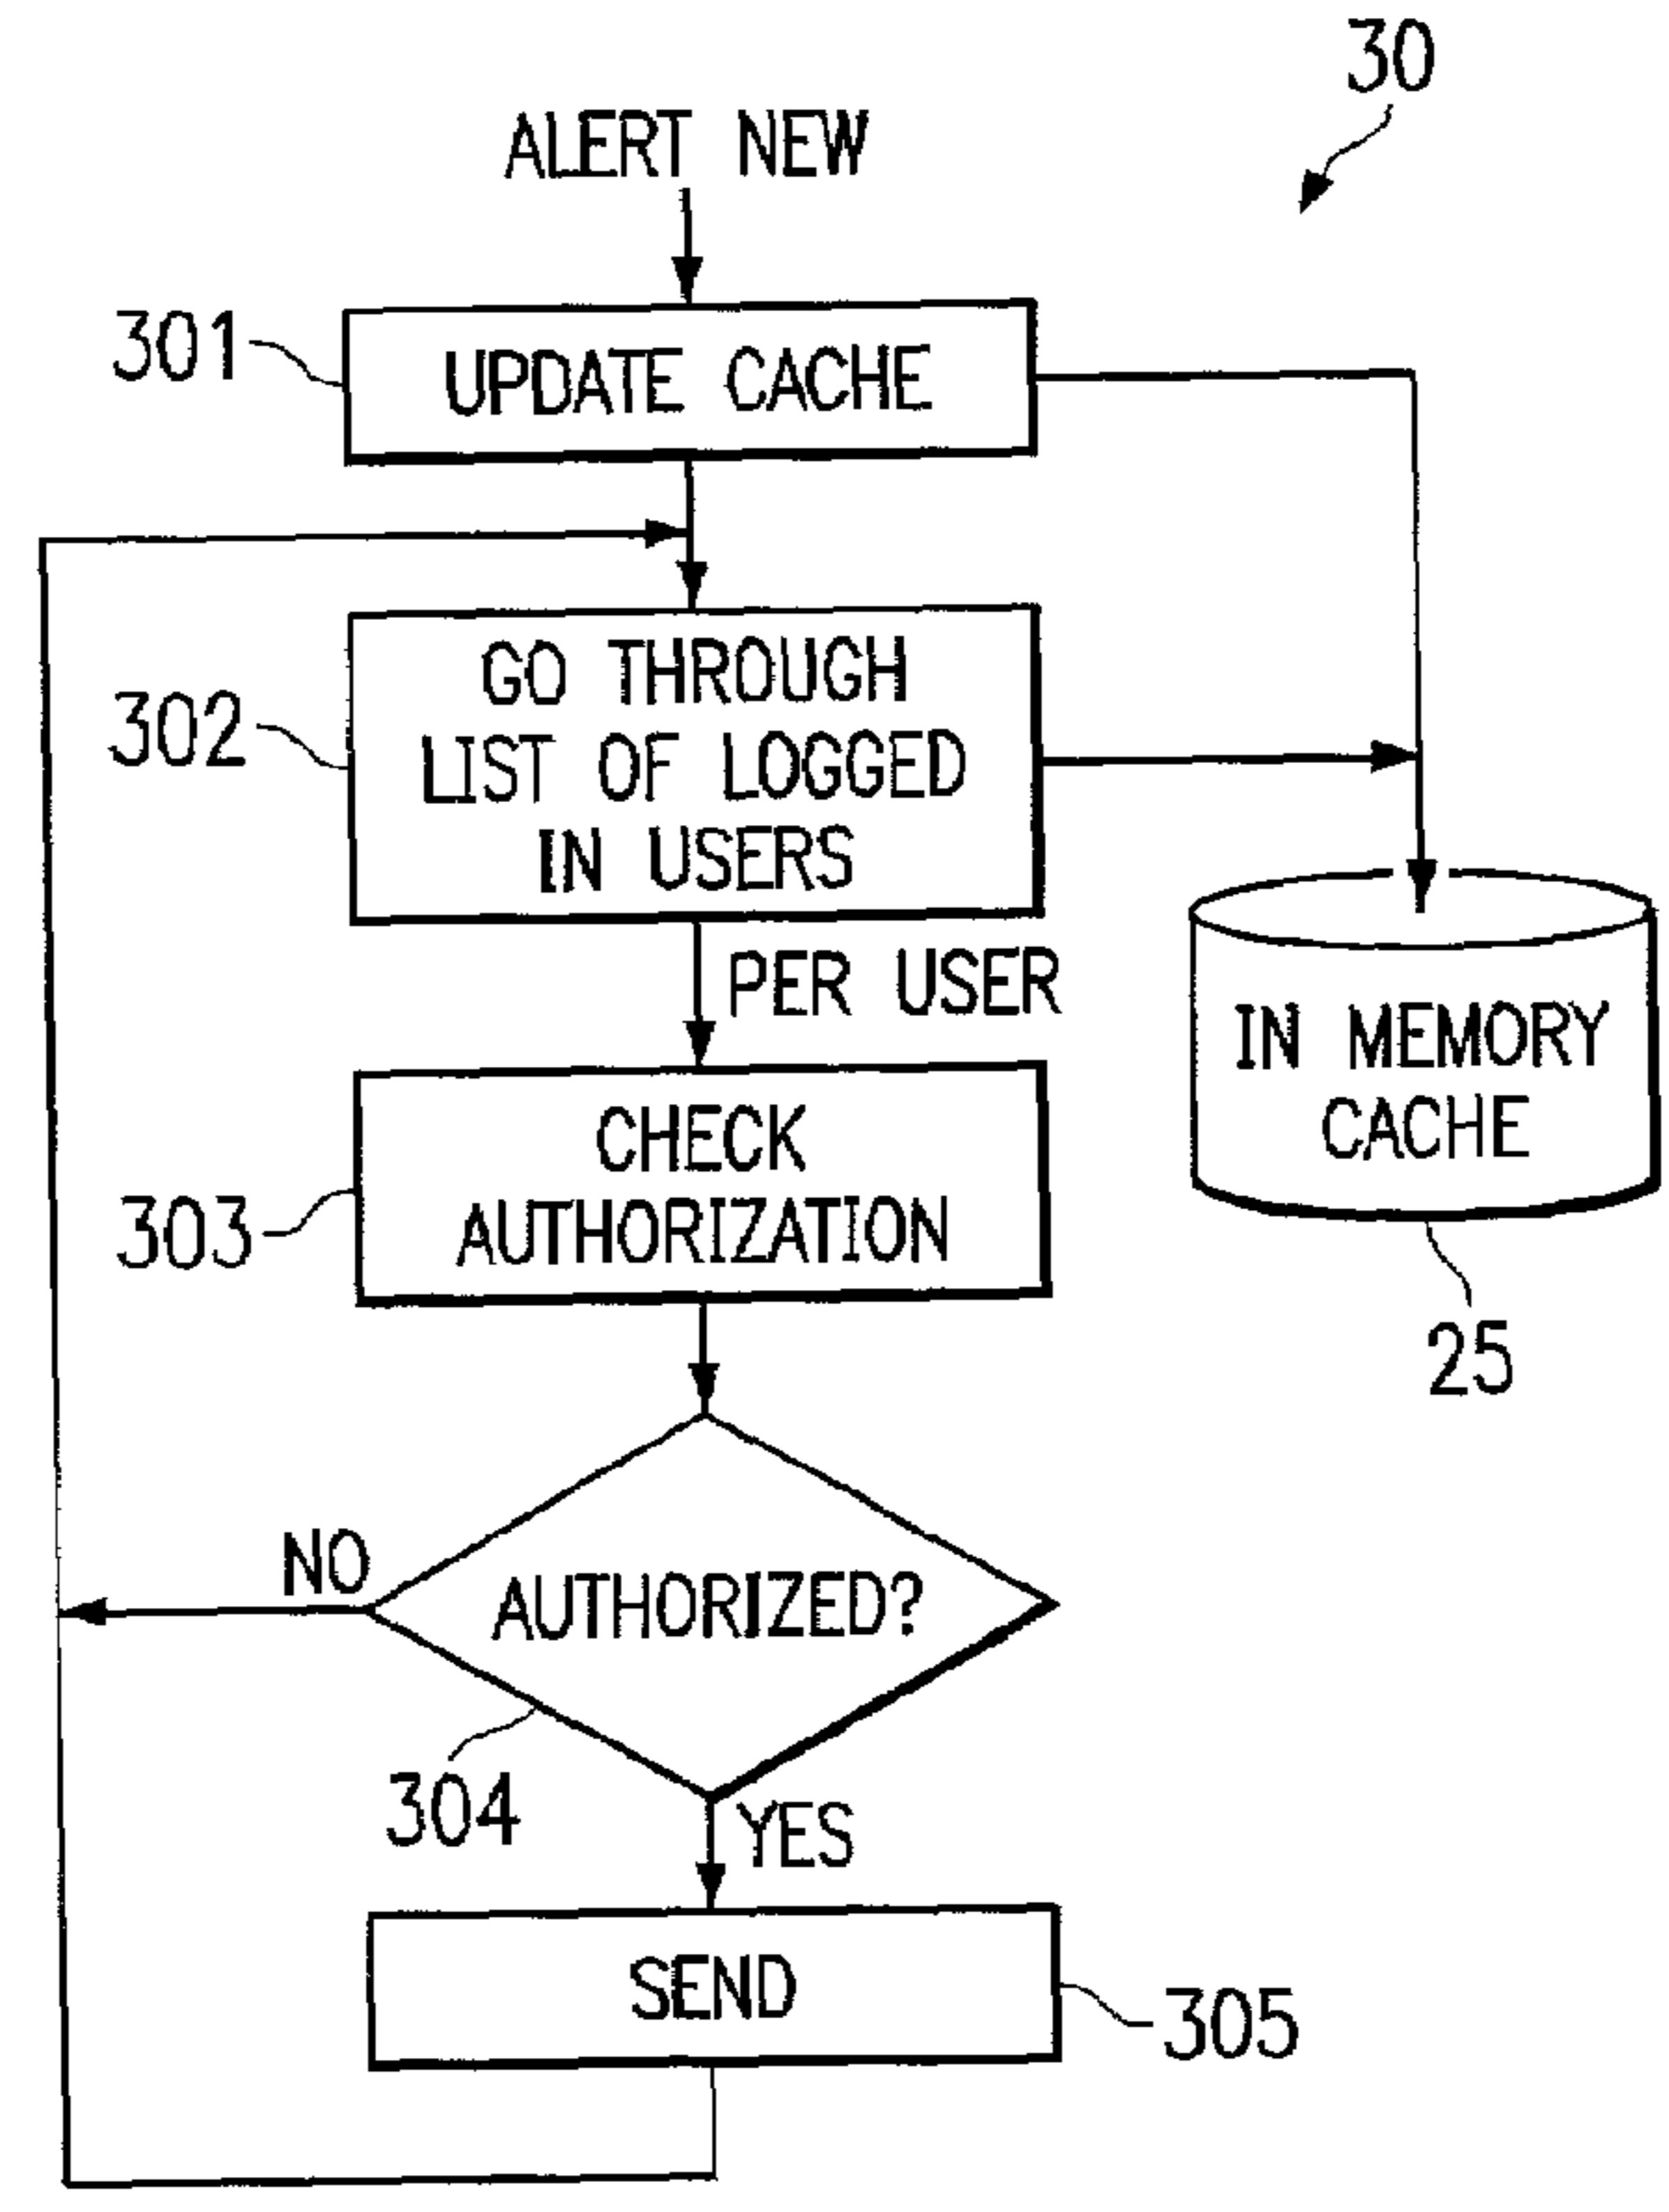 30
ALERT NEW
301
UPDATE CACHE
302
GO THROUGH
LIST OF LOGGED
IN USERS
PER USER
IN MEMORY
CACHE
25
303
CHECK
AUTHORIZATION
NO
AUTHORIZED?
304
YES
SEND
305